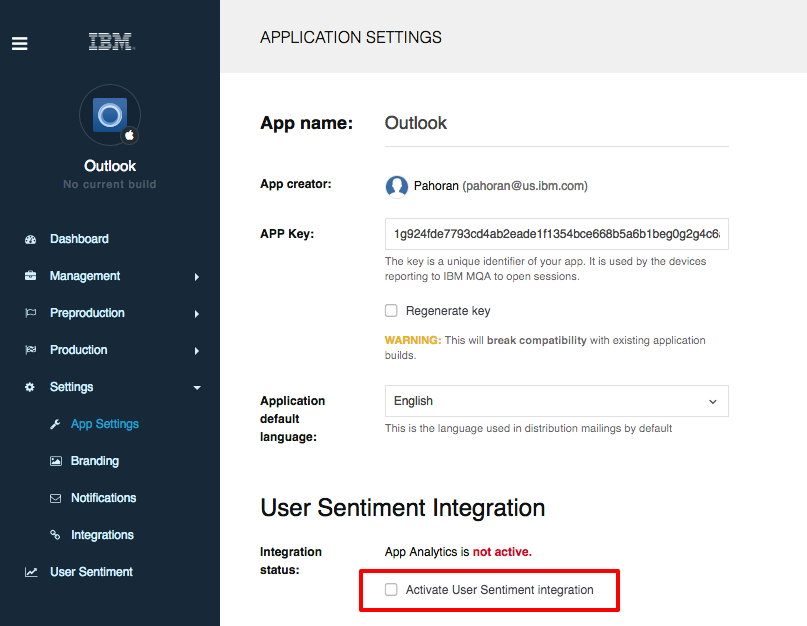 IBM
Outlook
No current build
Dashboard
Management
Preproduction
Production
Settings
App Settings
Branding
Notifications
Integrations
User Sentiment
APPLICATION SETTINGS
App name:
Outlook
App creator:
Pahoran (pahoran@us.ibm.com)
APP Key:
1g924fde7793cd4ab2eade1f1354bce668b5a6b1beg0g2g4c6
The key is a unique identifier of your app. It is used by the devices
reporting to IBM MQA to open sessions.
Regenerate key
WARNING: This will break compatibility with existing application
builds.
Application
default
language:
English
This is the language used in distribution mailings by default
User Sentiment Integration
Integration
status:
App Analytics is not active.
Activate User Sentiment integration